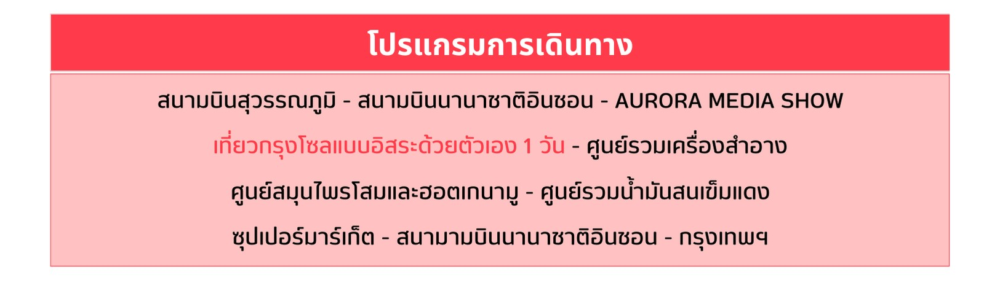 โปรแกรมการเดินทาง
สนามบินสุวรรณภูมิ - สนามบินนานาชาติอินชอน - AURORA MEDIA SHOW
เที่ยวกรุงโซลแบบอิสระด้วยตัวเอง 1 วัน - ศูนย์รวมเครื่องสำอาง
ศูนย์สมุนไพรโสมและฮอตเกนามู - ศูนย์รวมน้ำมันสนเข็มแดง
ซุปเปอร์มาร์เก็ต - สนามามบินนานาชาติอินชอน - กรุงเทพฯ